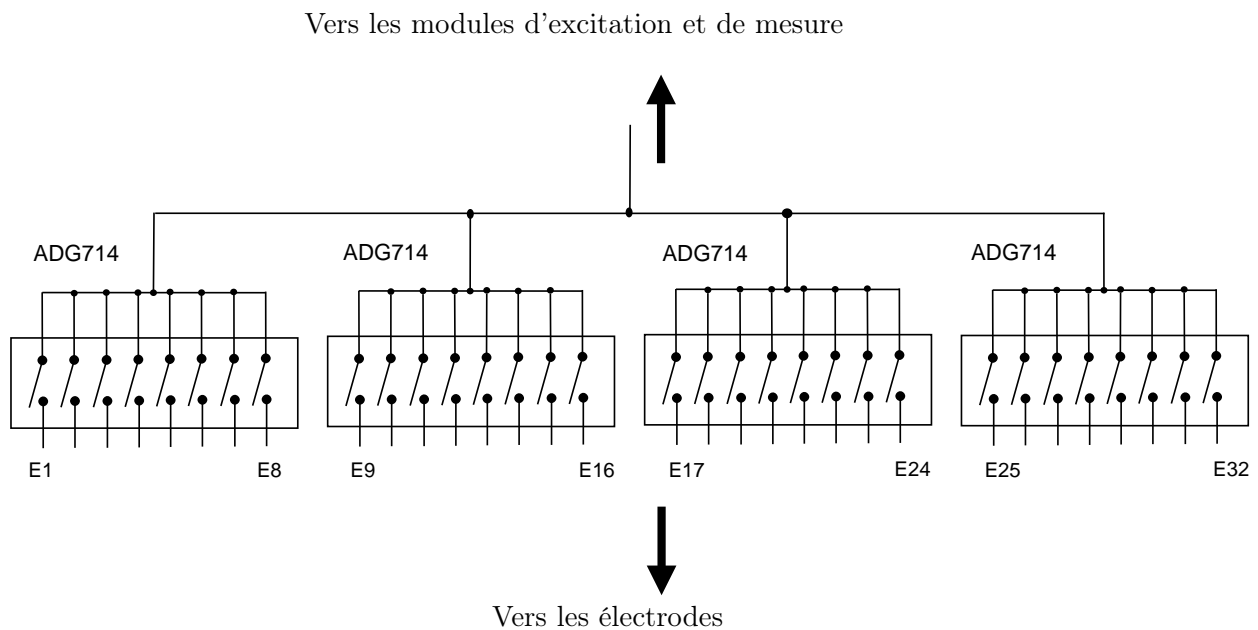 Vers les modules d'excitation et de mesure
ADG714 ADG714 ADG714 ADG714
E1 E8 E9 E16 E17 E24 E25 E32
Vers les électrodes